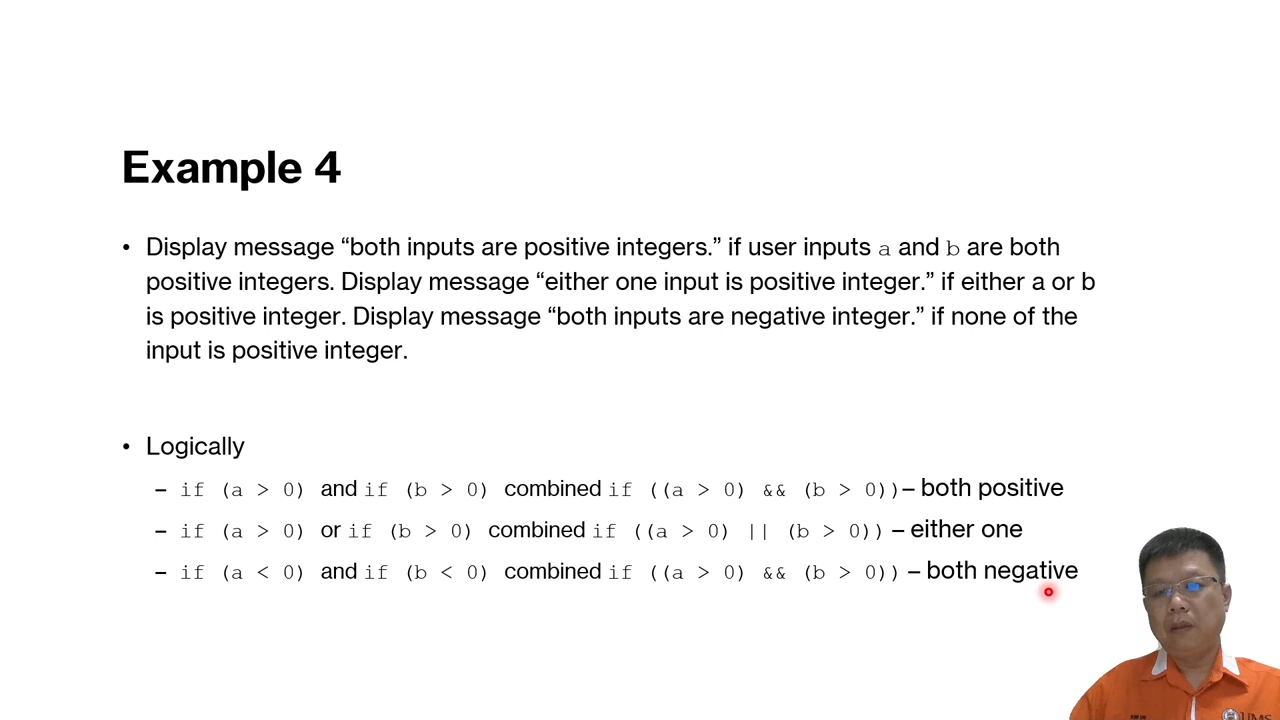 Example 4
• Display message “both inputs are positive integers.” if user inputs a and b are both
positive integers. Display message “either one input is positive integer.” if either a or b
is positive integer. Display message “both inputs are negative integer.” if none of the
input is positive integer.
• Logically
– if (a > 0) and if (b > 0) combined if ((a > 0) && (b > 0)) – both positive
– if (a > 0) or if (b > 0) combined if ((a > 0) || (b > 0)) – either one
– if (a < 0) and if (b < 0) combined if ((a > 0) && (b > 0)) – both negative
UMS